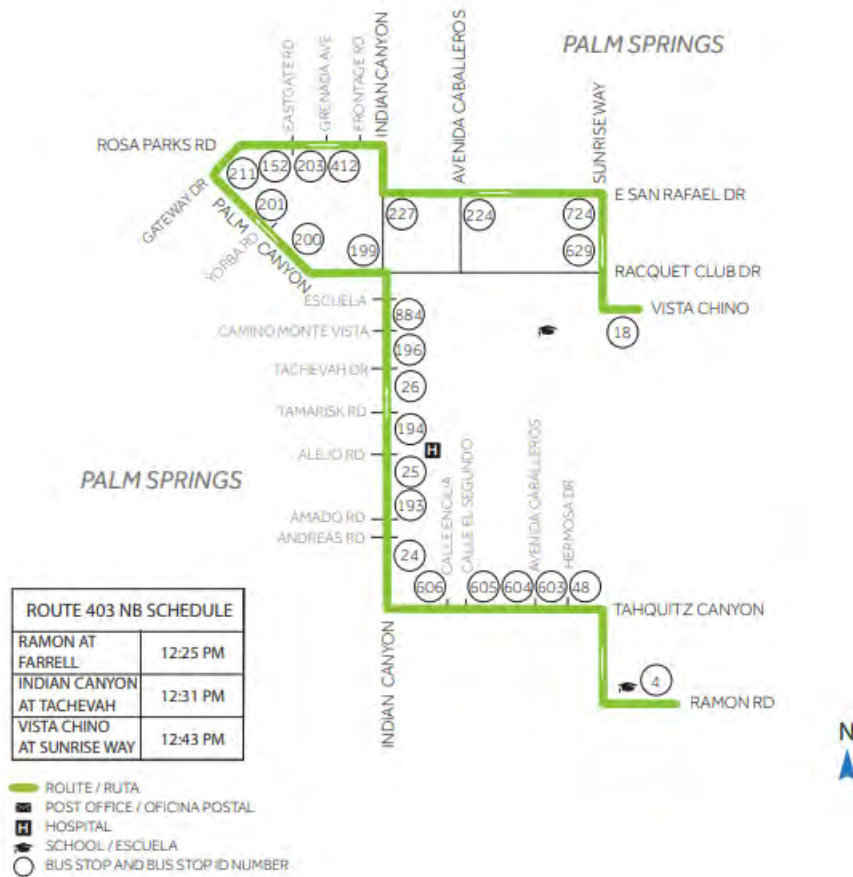 PALM SPRINGS
EASTGATE RD
GRENADA AVE
FRONTAGE RD
INDIAN CANYON
AVENIDA CABALLEROS
SUNRISE WAY
ROSA PARKS RD
211
152
203
412
E SAN RAFAEL DR
GATEWAY DR
201
227
224
724
PALM CANYON
YORBA RD
200
199
629
RACQUET CLUB DR
ESCUELA
884
VISTA CHINO
CAMINO MONTE VISTA
196
18
TACHEVAH DR
26
TAMARISK RD
194
ALEJO RD
H
25
PALM SPRINGS
193
AMADO RD
ANDREAS RD
24
CALLE ENCILIA
CALLE EL SEGUNDO
AVENIDA CABALLEROS
HERMOSA DR
606
605
604
603
48
TAHQUITZ CANYON
INDIAN CANYON
4
RAMON RD
N
ROUTE 403 NB SCHEDULE
RAMON AT
FARRELL
12:25 PM
INDIAN CANYON
AT TACHEVAH
12:31 PM
VISTA CHINO
AT SUNRISE WAY
12:43 PM
ROUTE / RUTA
POST OFFICE / OFICINA POSTAL
H HOSPITAL
SCHOOL / ESCUELA
BUS STOP AND BUS STOP ID NUMBER